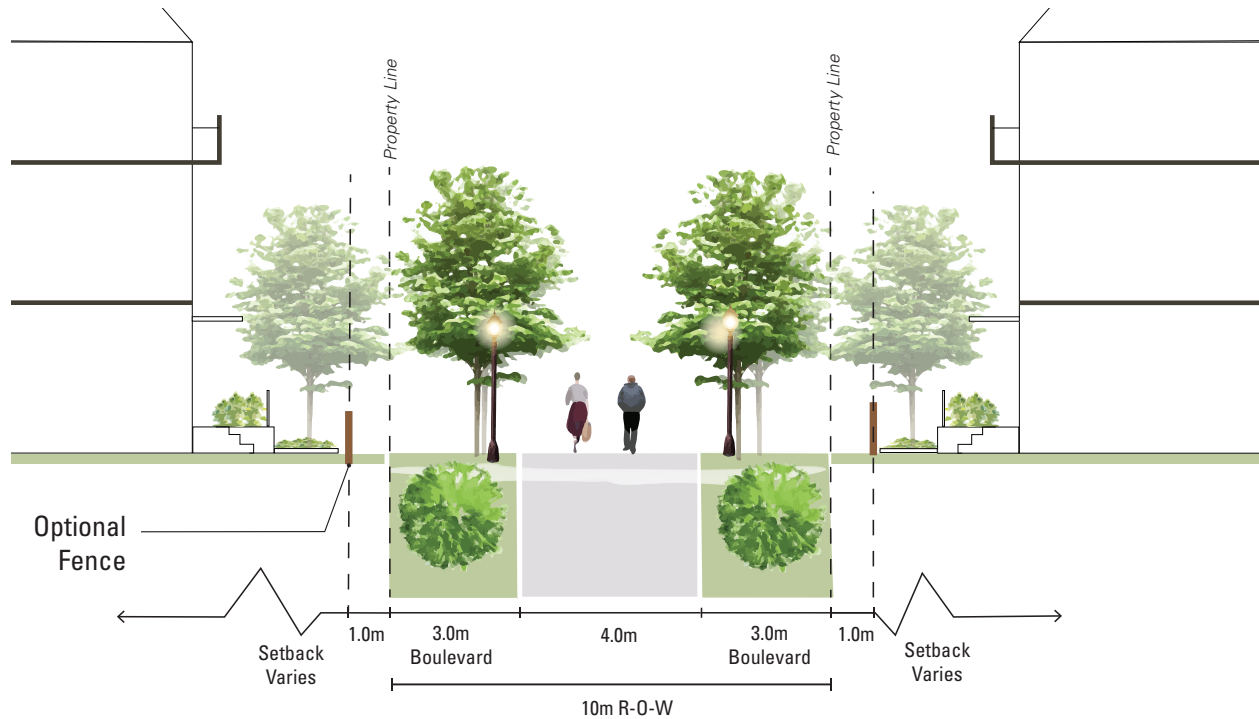 Property Line
Property Line
Optional
Fence
1.0m
3.0m
Boulevard
4.0m
3.0m
Boulevard
1.0m
Setback
Varies
Setback
Varies
10m R-O-W